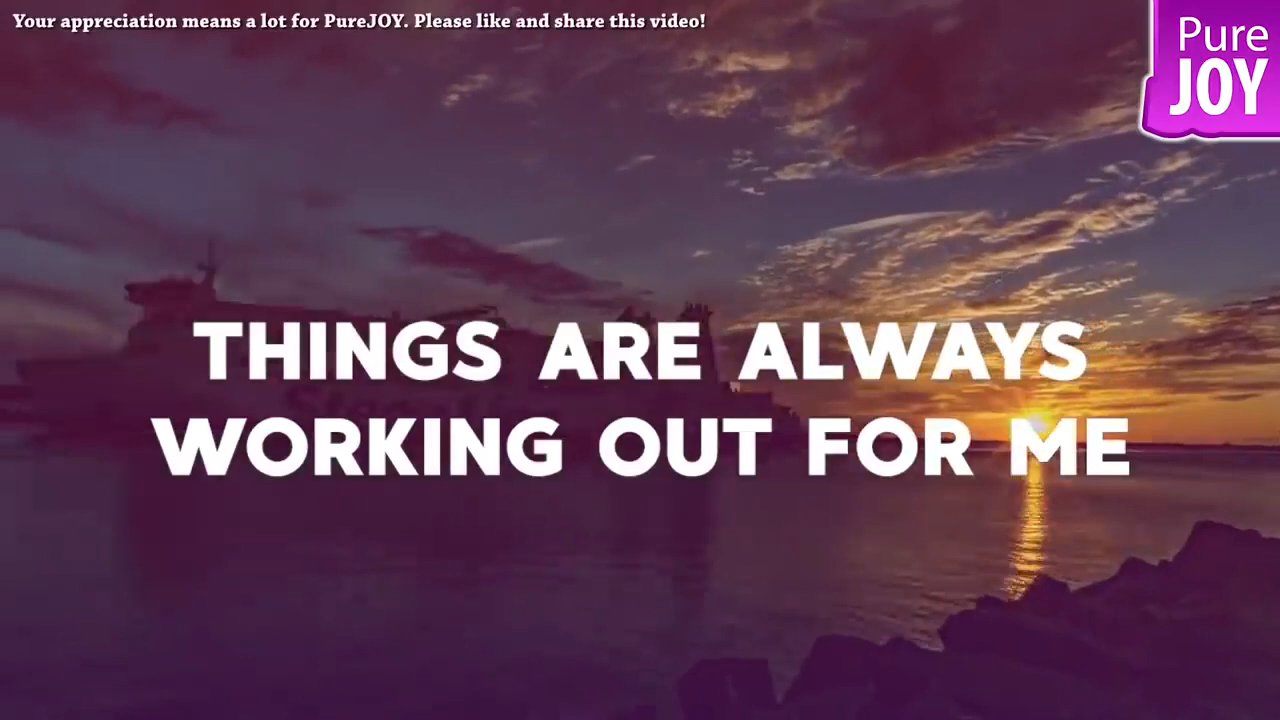 Your appreciation means a lot for PureJOY. Please like and share this video!
Pure
JOY
THINGS ARE ALWAYS
WORKING OUT FOR ME